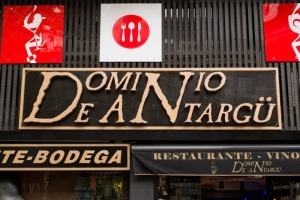 DOMINIO
DE ANTARGÜ
TE-BODEGA
RESTAURANTE - VINO
DOMINIO
DE ANTARGÜ